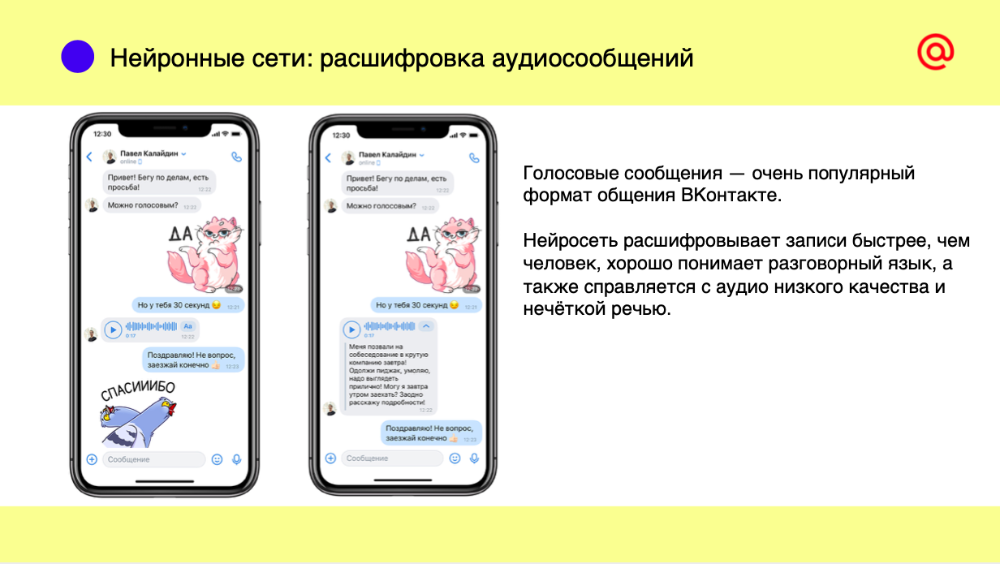 Нейронные сети: расшифровка аудиосообщений
12:30
Павел Калайдин
online
Привет! Бегу по делам, есть
просьба!
12:22
Можно голосовым?
12:22
ДА
Но у тебя 30 секунд
12:21
Aa
0:17
12:22
Поздравляю! Не вопрос,
заезжай конечно
12:23
СПАСИИИБО
Сообщение
12:30
Павел Калайдин
online
Привет! Бегу по делам, есть
просьба!
12:22
Можно голосовым?
12:22
ДА
Но у тебя 30 секунд
12:21
0:17
Меня позвали на
собеседование в крутую
компанию завтра!
Одолжи пиджак, умоляю,
надо выглядеть
прилично! Могу я завтра
утром заехать? Заодно
расскажу подробности!
12:22
Поздравляю! Не вопрос,
заезжай конечно
12:23
Сообщение
Голосовые сообщения — очень популярный
формат общения ВКонтакте.
Нейросеть расшифровывает записи быстрее, чем
человек, хорошо понимает разговорный язык, а
также справляется с аудио низкого качества и
нечёткой речью.